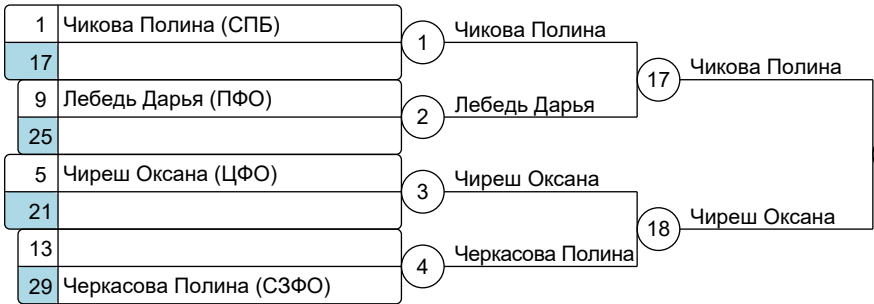 1 Чикова Полина (СПБ)
17
9 Лебедь Дарья (ПФО)
25
5 Чиреш Оксана (ЦФО)
21
13
29 Черкасова Полина (СЗФО)
1 Чикова Полина
2 Лебедь Дарья
3 Чиреш Оксана
4 Черкасова Полина
17 Чикова Полина
18 Чиреш Оксана